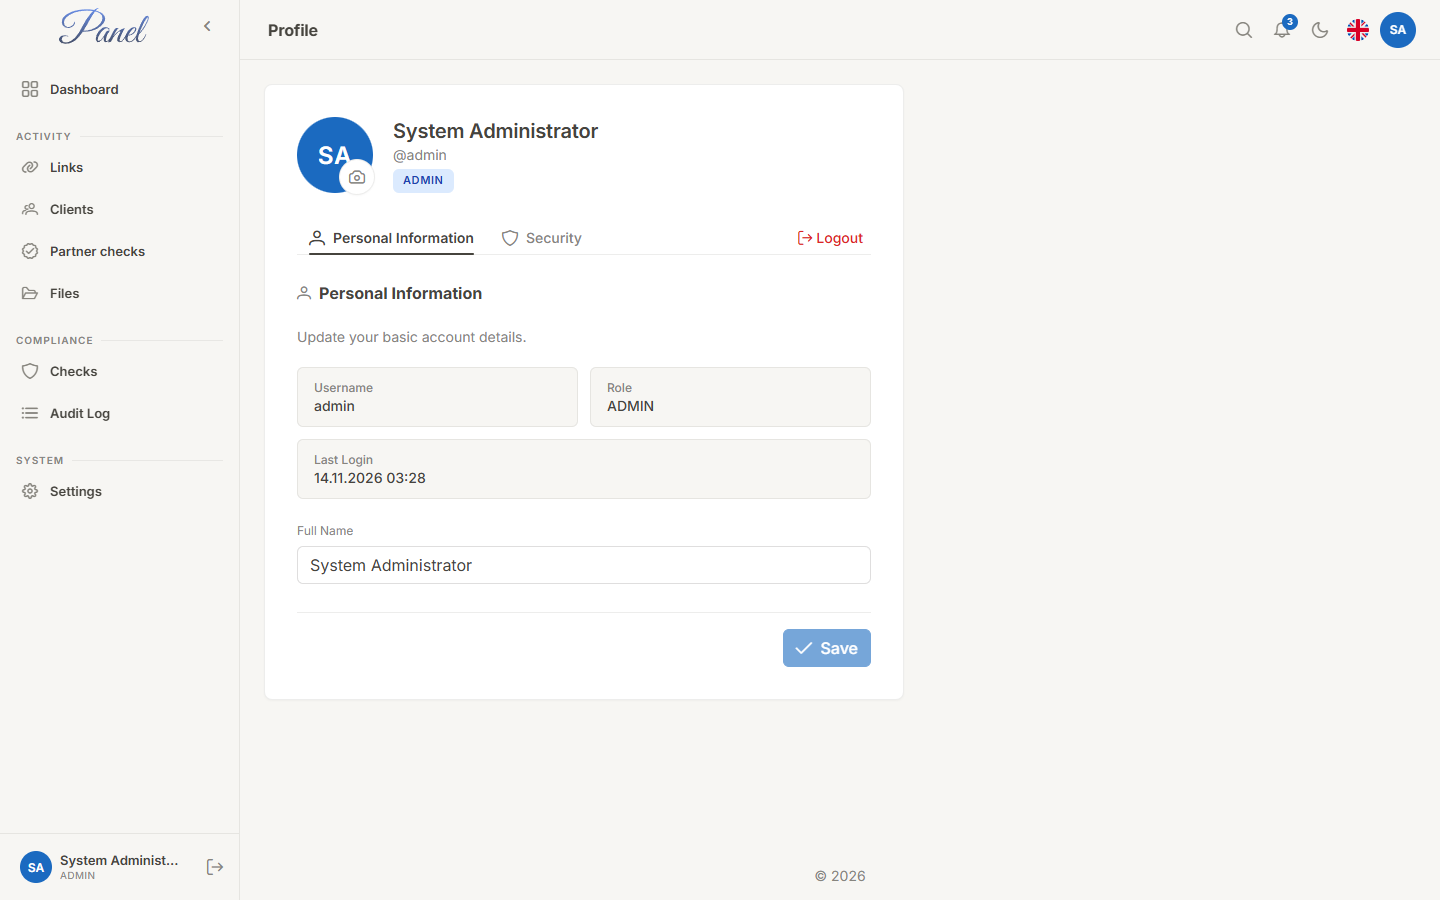 Panel
Profile
3
SA
Dashboard
ACTIVITY
Links
Clients
Partner checks
Files
COMPLIANCE
Checks
Audit Log
SYSTEM
Settings
SA
System Administ...
ADMIN
SA
System Administrator
@admin
ADMIN
Personal Information
Security
Logout
Personal Information
Update your basic account details.
Username
admin
Role
ADMIN
Last Login
14.11.2026 03:28
Full Name
System Administrator
Save
© 2026